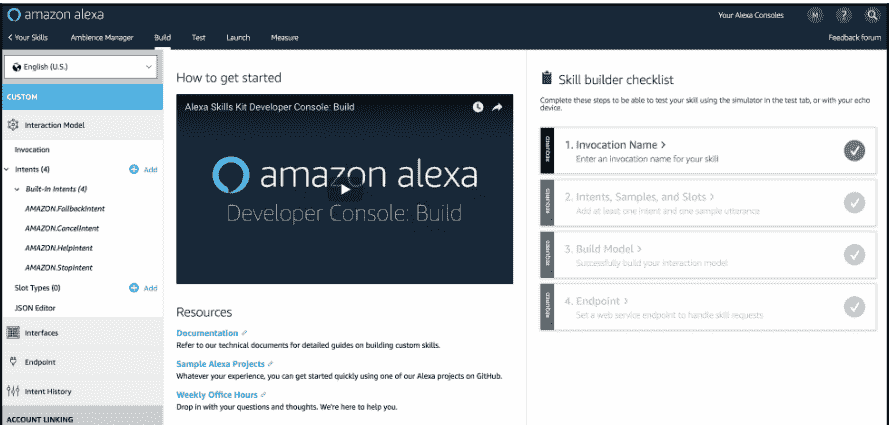 amazon alexa
Your Alexa Consoles
M
?
< Your Skills
Ambience Manager
Build
Test
Launch
Measure
Feedback forum
English (U.S.)
CUSTOM
Interaction Model
Invocation
Intents (4)
Add
Built-In Intents (4)
AMAZON.FallbackIntent
AMAZON.CancelIntent
AMAZON.HelpIntent
AMAZON.StopIntent
Slot Types (0)
Add
JSON Editor
Interfaces
Endpoint
Intent History
ACCOUNT LINKING
How to get started
Alexa Skills Kit Developer Console: Build
amazon alexa
Developer Console: Build
Resources
Documentation
Refer to our technical documents for detailed guides on building custom skills.
Sample Alexa Projects
Whatever your experience, you can get started quickly using one of our Alexa projects on GitHub.
Weekly Office Hours
Drop in with your questions and thoughts. We're here to help you.
Skill builder checklist
Complete these steps to be able to test your skill using the simulator in the test tab, or with your echo
device.
1. Invocation Name >
Enter an invocation name for your skill
2. Intents, Samples, and Slots >
Add at least one intent and one sample utterance
3. Build Model >
Successfully build your interaction model
4. Endpoint >
Set a web service endpoint to handle skill requests